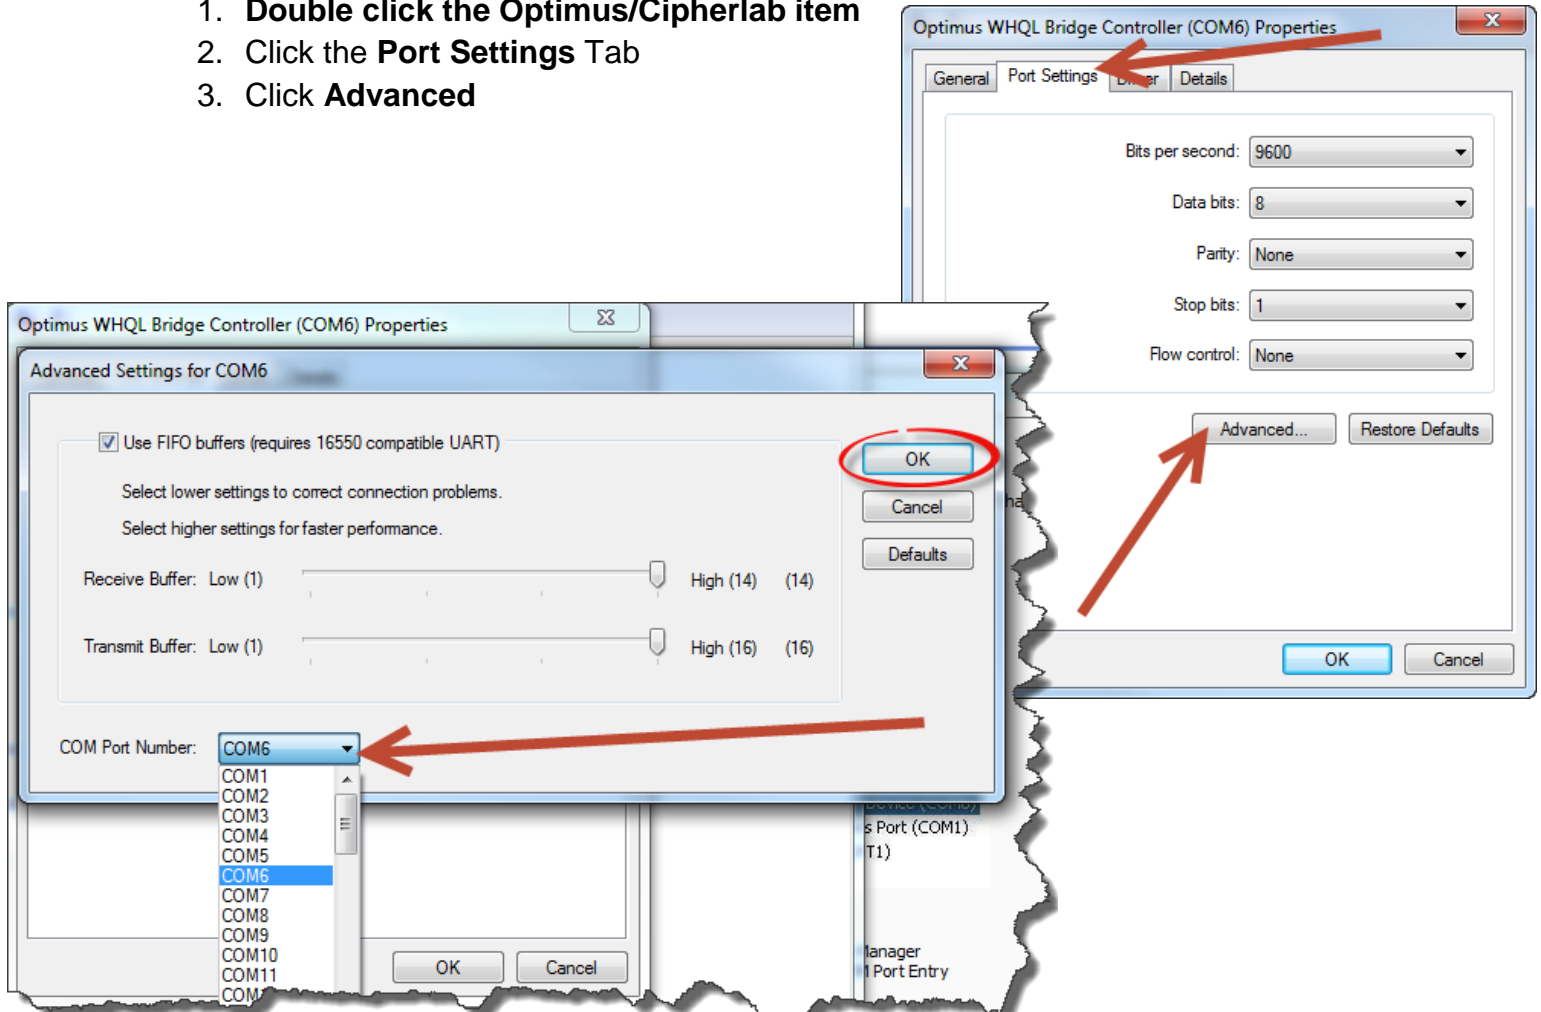 1. Double click the Optimus/Cipherlab item
2. Click the Port Settings Tab
3. Click Advanced
Optimus WHQL Bridge Controller (COM6) Properties
General Port Settings Details
Bits per second: 9600
Data bits: 8
Parity: None
Stop bits: 1
Flow control: None
Advanced... Restore Defaults
OK Cancel
Optimus WHQL Bridge Controller (COM6) Properties
Advanced Settings for COM6
Use FIFO buffers (requires 16550 compatible UART)
OK
Select lower settings to correct connection problems.
Cancel
Select higher settings for faster performance.
Defaults
Receive Buffer: Low (1) High (14) (14)
Transmit Buffer: Low (1) High (16) (16)
COM Port Number: COM6
COM1
COM2
COM3
COM4
COM5
COM6
COM7
COM8
COM9
COM10
COM11
OK Cancel
s Port (COM1)
T1)
Manager
Port Entry